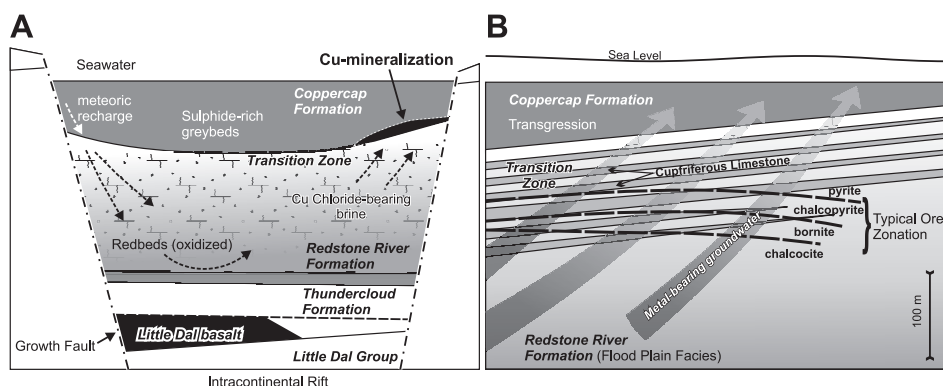 A
Seawater
Cu-mineralization
Coppercap
Formation
meteoric
recharge
Sulphide-rich
greybeds
Transition Zone
Cu Chloride-bearing
brine
Redbeds (oxidized)
Redstone River
Formation
Thundercloud
Formation
Little Dal basalt
Growth Fault
Little Dal Group
Intracontinental Rift
B
Sea Level
Coppercap Formation
Transgression
Transition
Zone
Cupriferous Limestone
pyrite
chalcopyrite
bornite
chalcocite
Typical Ore
Zonation
Metal-bearing groundwater
100 m
Redstone River
Formation (Flood Plain Facies)